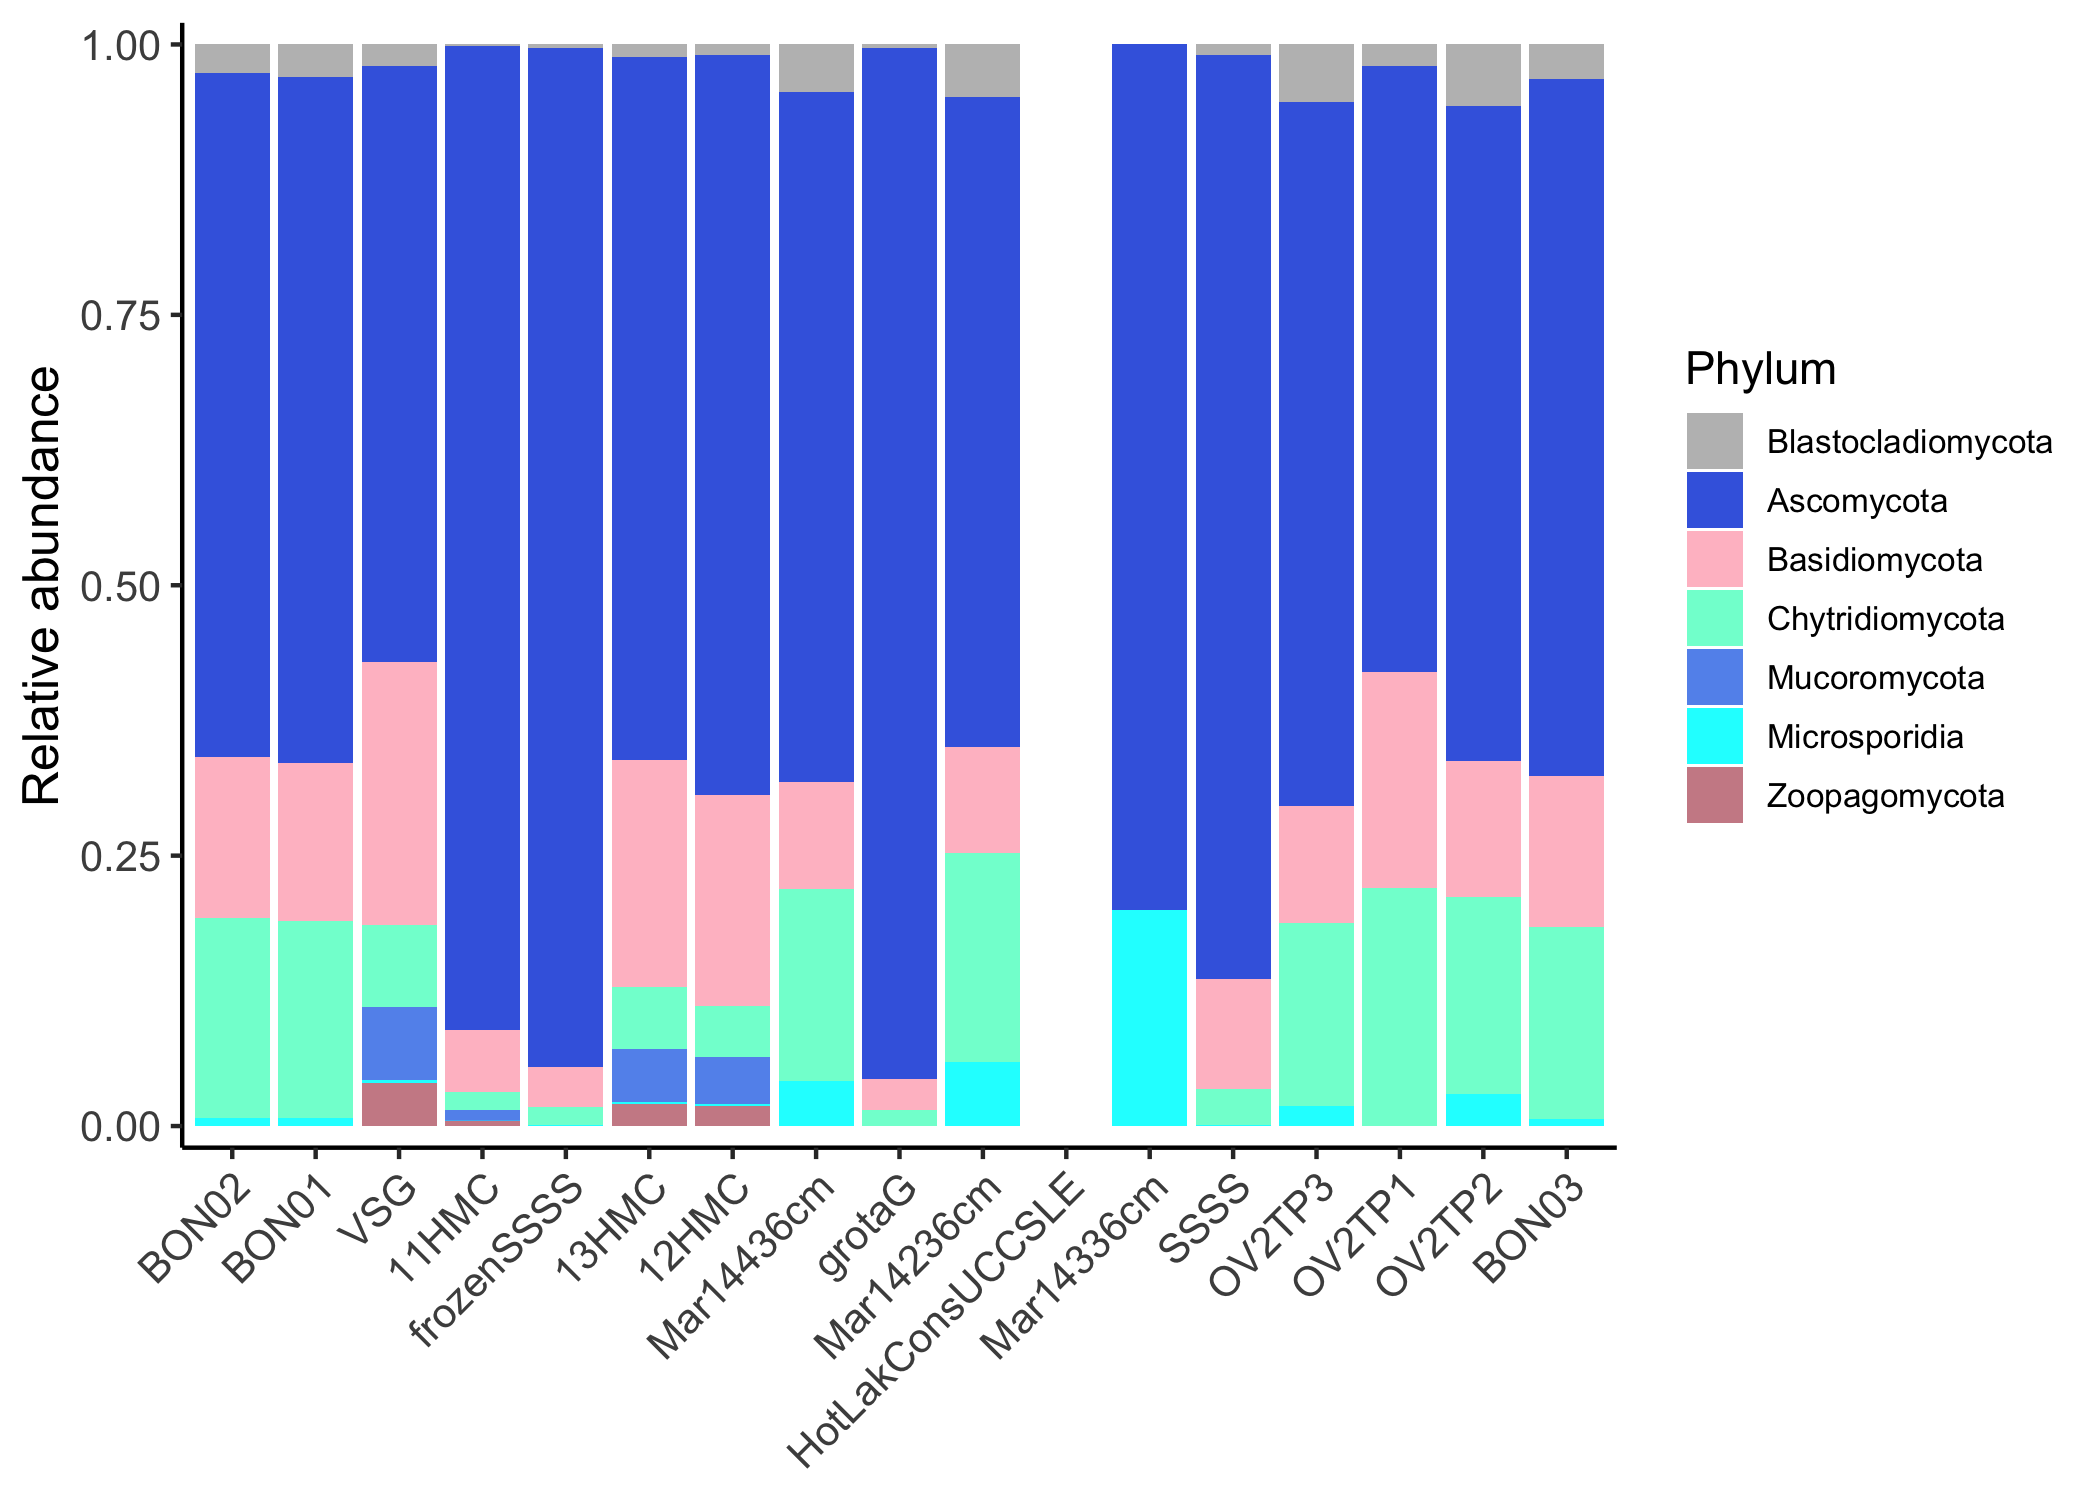 Relative abundance
1.00
0.75
0.50
0.25
0.00
BON02
BON01
VSG
11HMC
frozenSSSS
13HMC
12HMC
Mar14436cm
grotaG
Mar14236cm
HotLakConsUCCSLE
Mar14336cm
SSSS
OV2TP3
OV2TP1
OV2TP2
BON03
Phylum
Blastocladiomycota
Ascomycota
Basidiomycota
Chytridiomycota
Mucoromycota
Microsporidia
Zoopagomycota